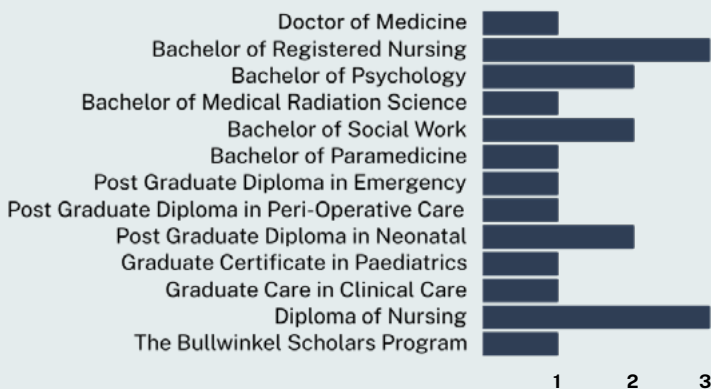 Doctor of Medicine
Bachelor of Registered Nursing
Bachelor of Psychology
Bachelor of Medical Radiation Science
Bachelor of Social Work
Bachelor of Paramedicine
Post Graduate Diploma in Emergency
Post Graduate Diploma in Peri-Operative Care
Post Graduate Diploma in Neonatal
Graduate Certificate in Paediatrics
Graduate Care in Clinical Care
Diploma of Nursing
The Bullwinkel Scholars Program
1 2 3